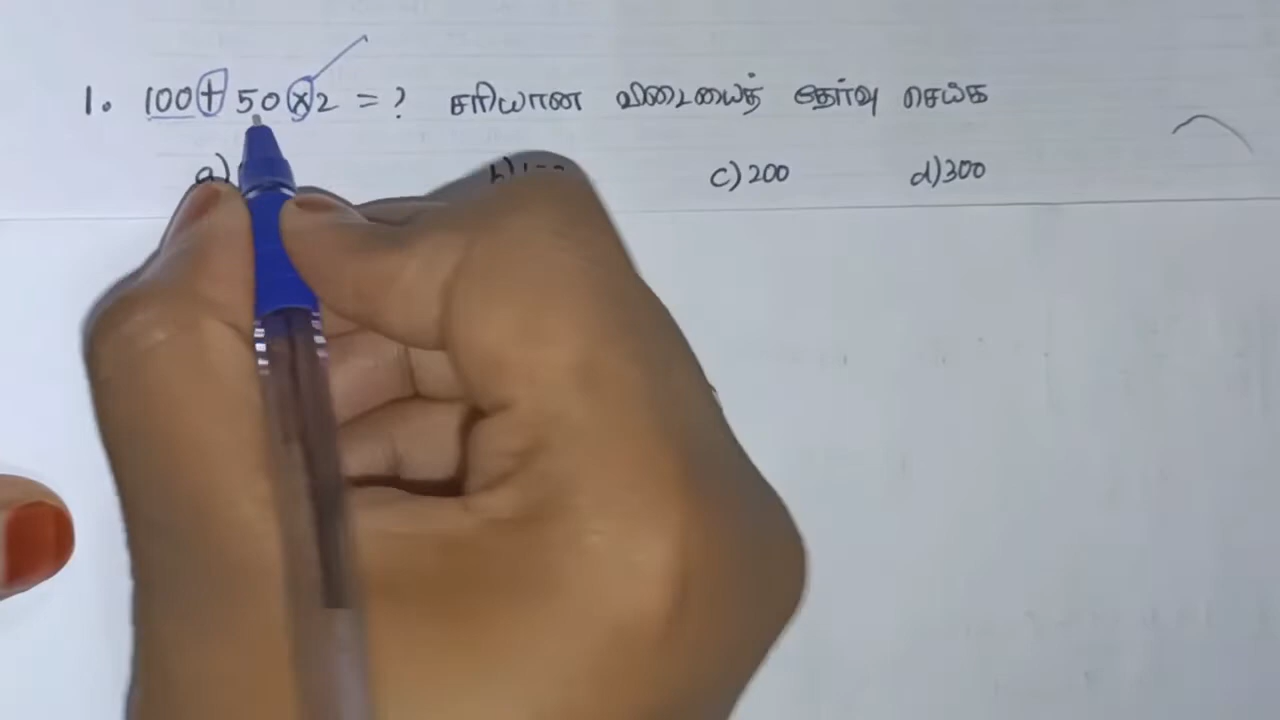 1. 100 + 50 × 2 = ? சரியான விடையைத் தேர்வு செய்க
a) c) 200 d) 300